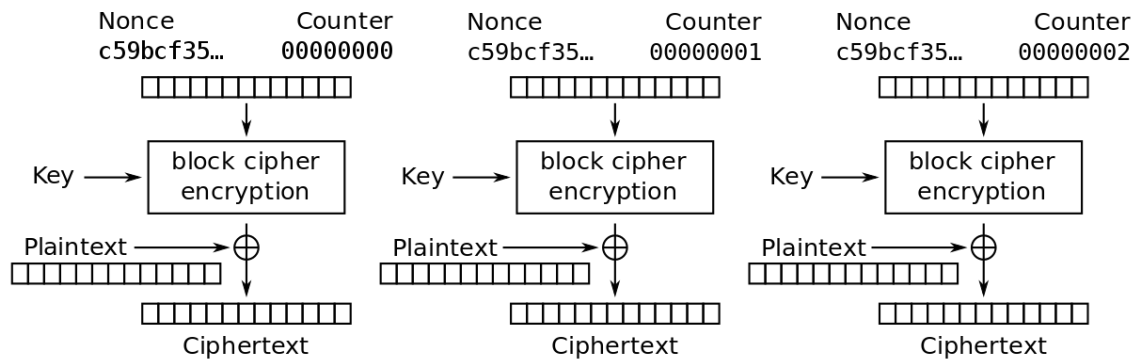 Nonce Counter Nonce Counter Nonce Counter
c59bcf35… 00000000 c59bcf35… 00000001 c59bcf35… 00000002
block cipher block cipher block cipher
Key Key Key
encryption encryption encryption
Plaintext Plaintext Plaintext
Ciphertext Ciphertext Ciphertext